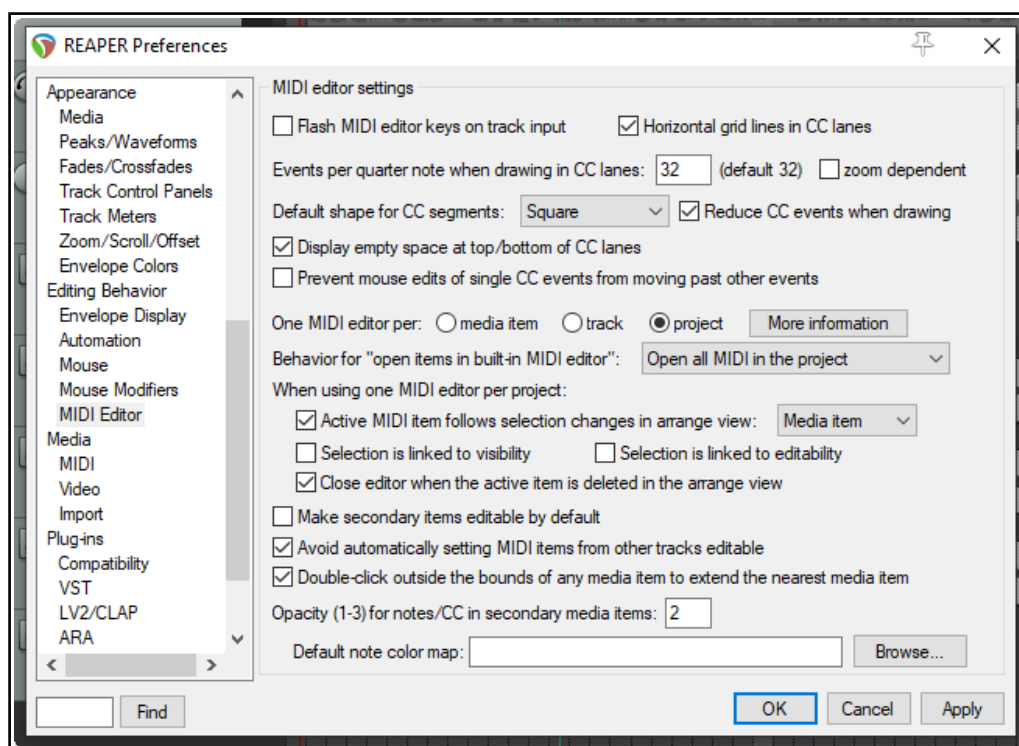 REAPER Preferences
Appearance
Media
Peaks/Waveforms
Fades/Crossfades
Track Control Panels
Track Meters
Zoom/Scroll/Offset
Envelope Colors
Editing Behavior
Envelope Display
Automation
Mouse
Mouse Modifiers
MIDI Editor
Media
MIDI
Video
Import
Plug-ins
Compatibility
VST
LV2/CLAP
ARA
Find
MIDI editor settings
Flash MIDI editor keys on track input Horizontal grid lines in CC lanes
Events per quarter note when drawing in CC lanes: 32 (default 32) zoom dependent
Default shape for CC segments: Square Reduce CC events when drawing
Display empty space at top/bottom of CC lanes
Prevent mouse edits of single CC events from moving past other events
One MIDI editor per: media item track project More information
Behavior for "open items in built-in MIDI editor": Open all MIDI in the project
When using one MIDI editor per project:
Active MIDI item follows selection changes in arrange view: Media item
Selection is linked to visibility Selection is linked to editability
Close editor when the active item is deleted in the arrange view
Make secondary items editable by default
Avoid automatically setting MIDI items from other tracks editable
Double-click outside the bounds of any media item to extend the nearest media item
Opacity (1-3) for notes/CC in secondary media items: 2
Default note color map: Browse...
OK Cancel Apply